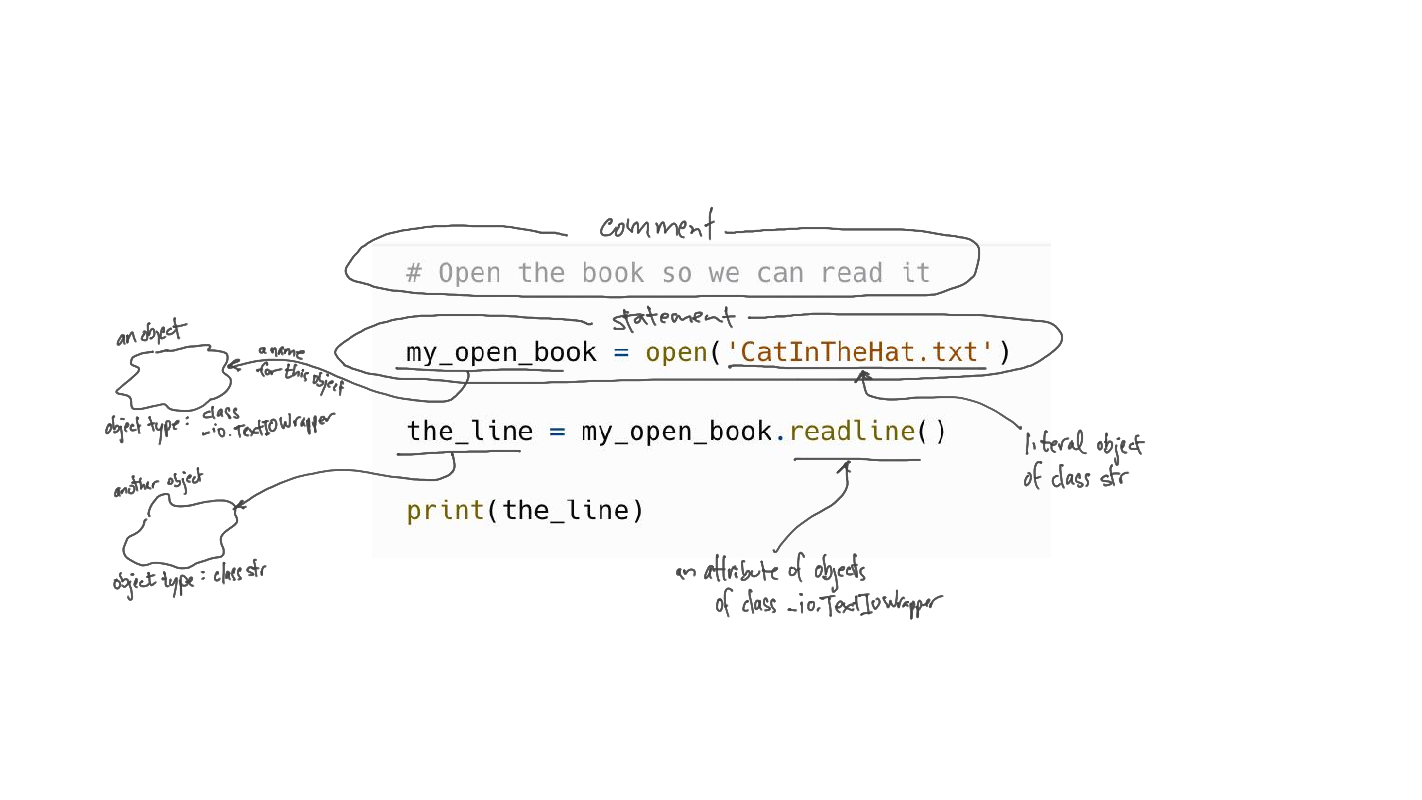 comment
# Open the book so we can read it
statement
my_open_book = open('CatInTheHat.txt')
an object
a name
for this object
object type: class
_io.TextIOWrapper
the_line = my_open_book.readline()
literal object
of class str
another object
print(the_line)
object type: class str
an attribute of objects
of class _io.TextIOWrapper